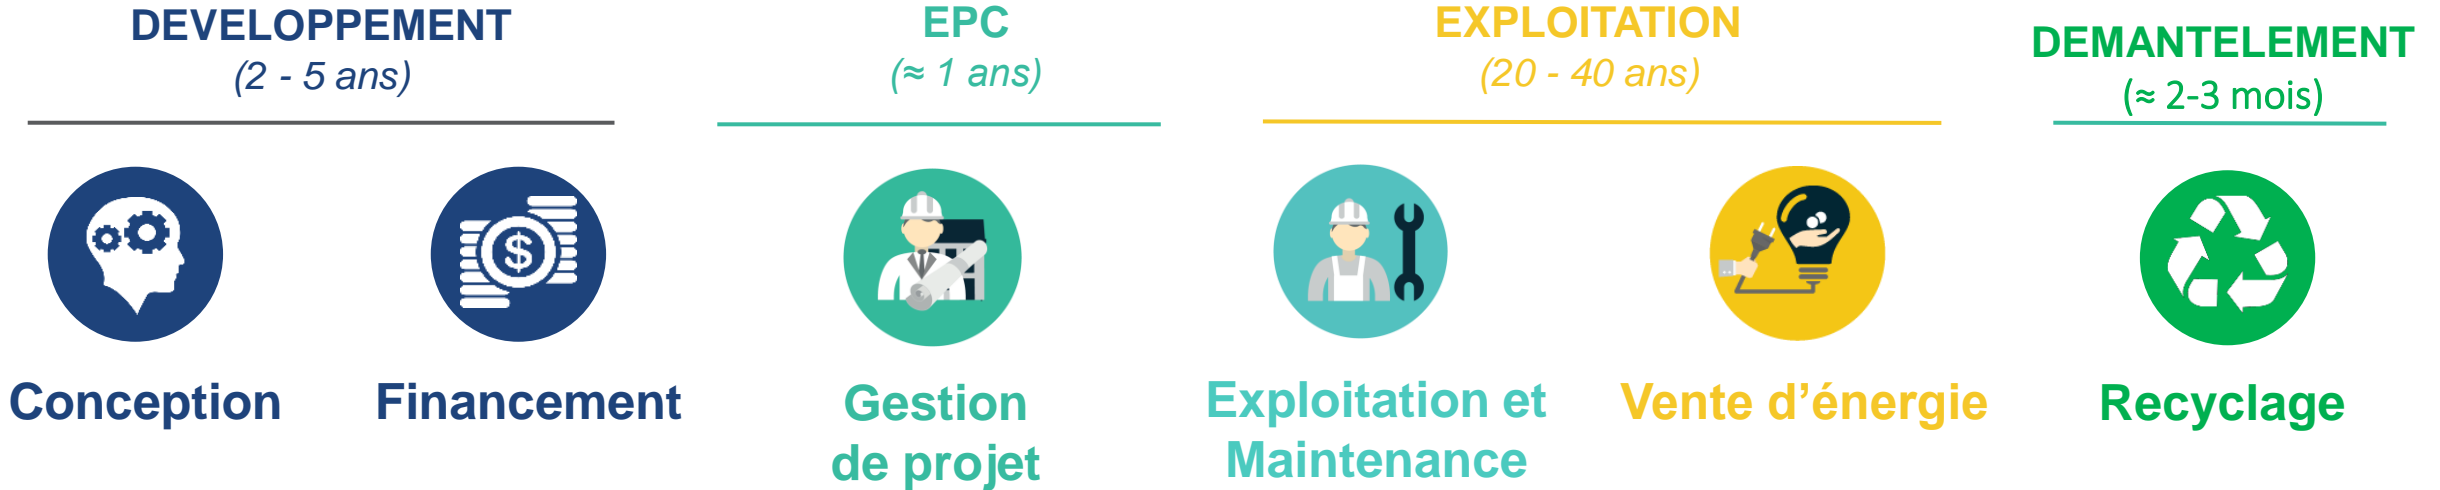 DEVELOPPEMENT
(2 - 5 ans)
EPC
(≈ 1 ans)
EXPLOITATION
(20 - 40 ans)
DEMANTELEMENT
(≈ 2-3 mois)
$
Conception
Financement
Gestion
de projet
Exploitation et
Maintenance
Vente d’énergie
Recyclage